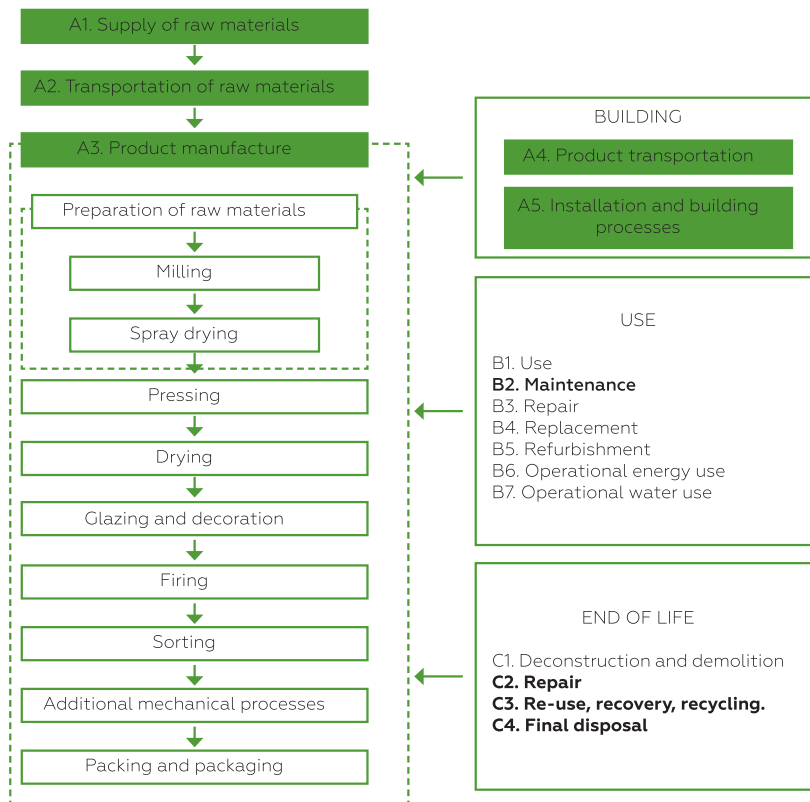 A1. Supply of raw materials
A2. Transportation of raw materials
A3. Product manufacture
Preparation of raw materials
Milling
Spray drying
Pressing
Drying
Glazing and decoration
Firing
Sorting
Additional mechanical processes
Packing and packaging
BUILDING
A4. Product transportation
A5. Installation and building
processes
USE
B1. Use
B2. Maintenance
B3. Repair
B4. Replacement
B5. Refurbishment
B6. Operational energy use
B7. Operational water use
END OF LIFE
C1. Deconstruction and demolition
C2. Repair
C3. Re-use, recovery, recycling.
C4. Final disposal